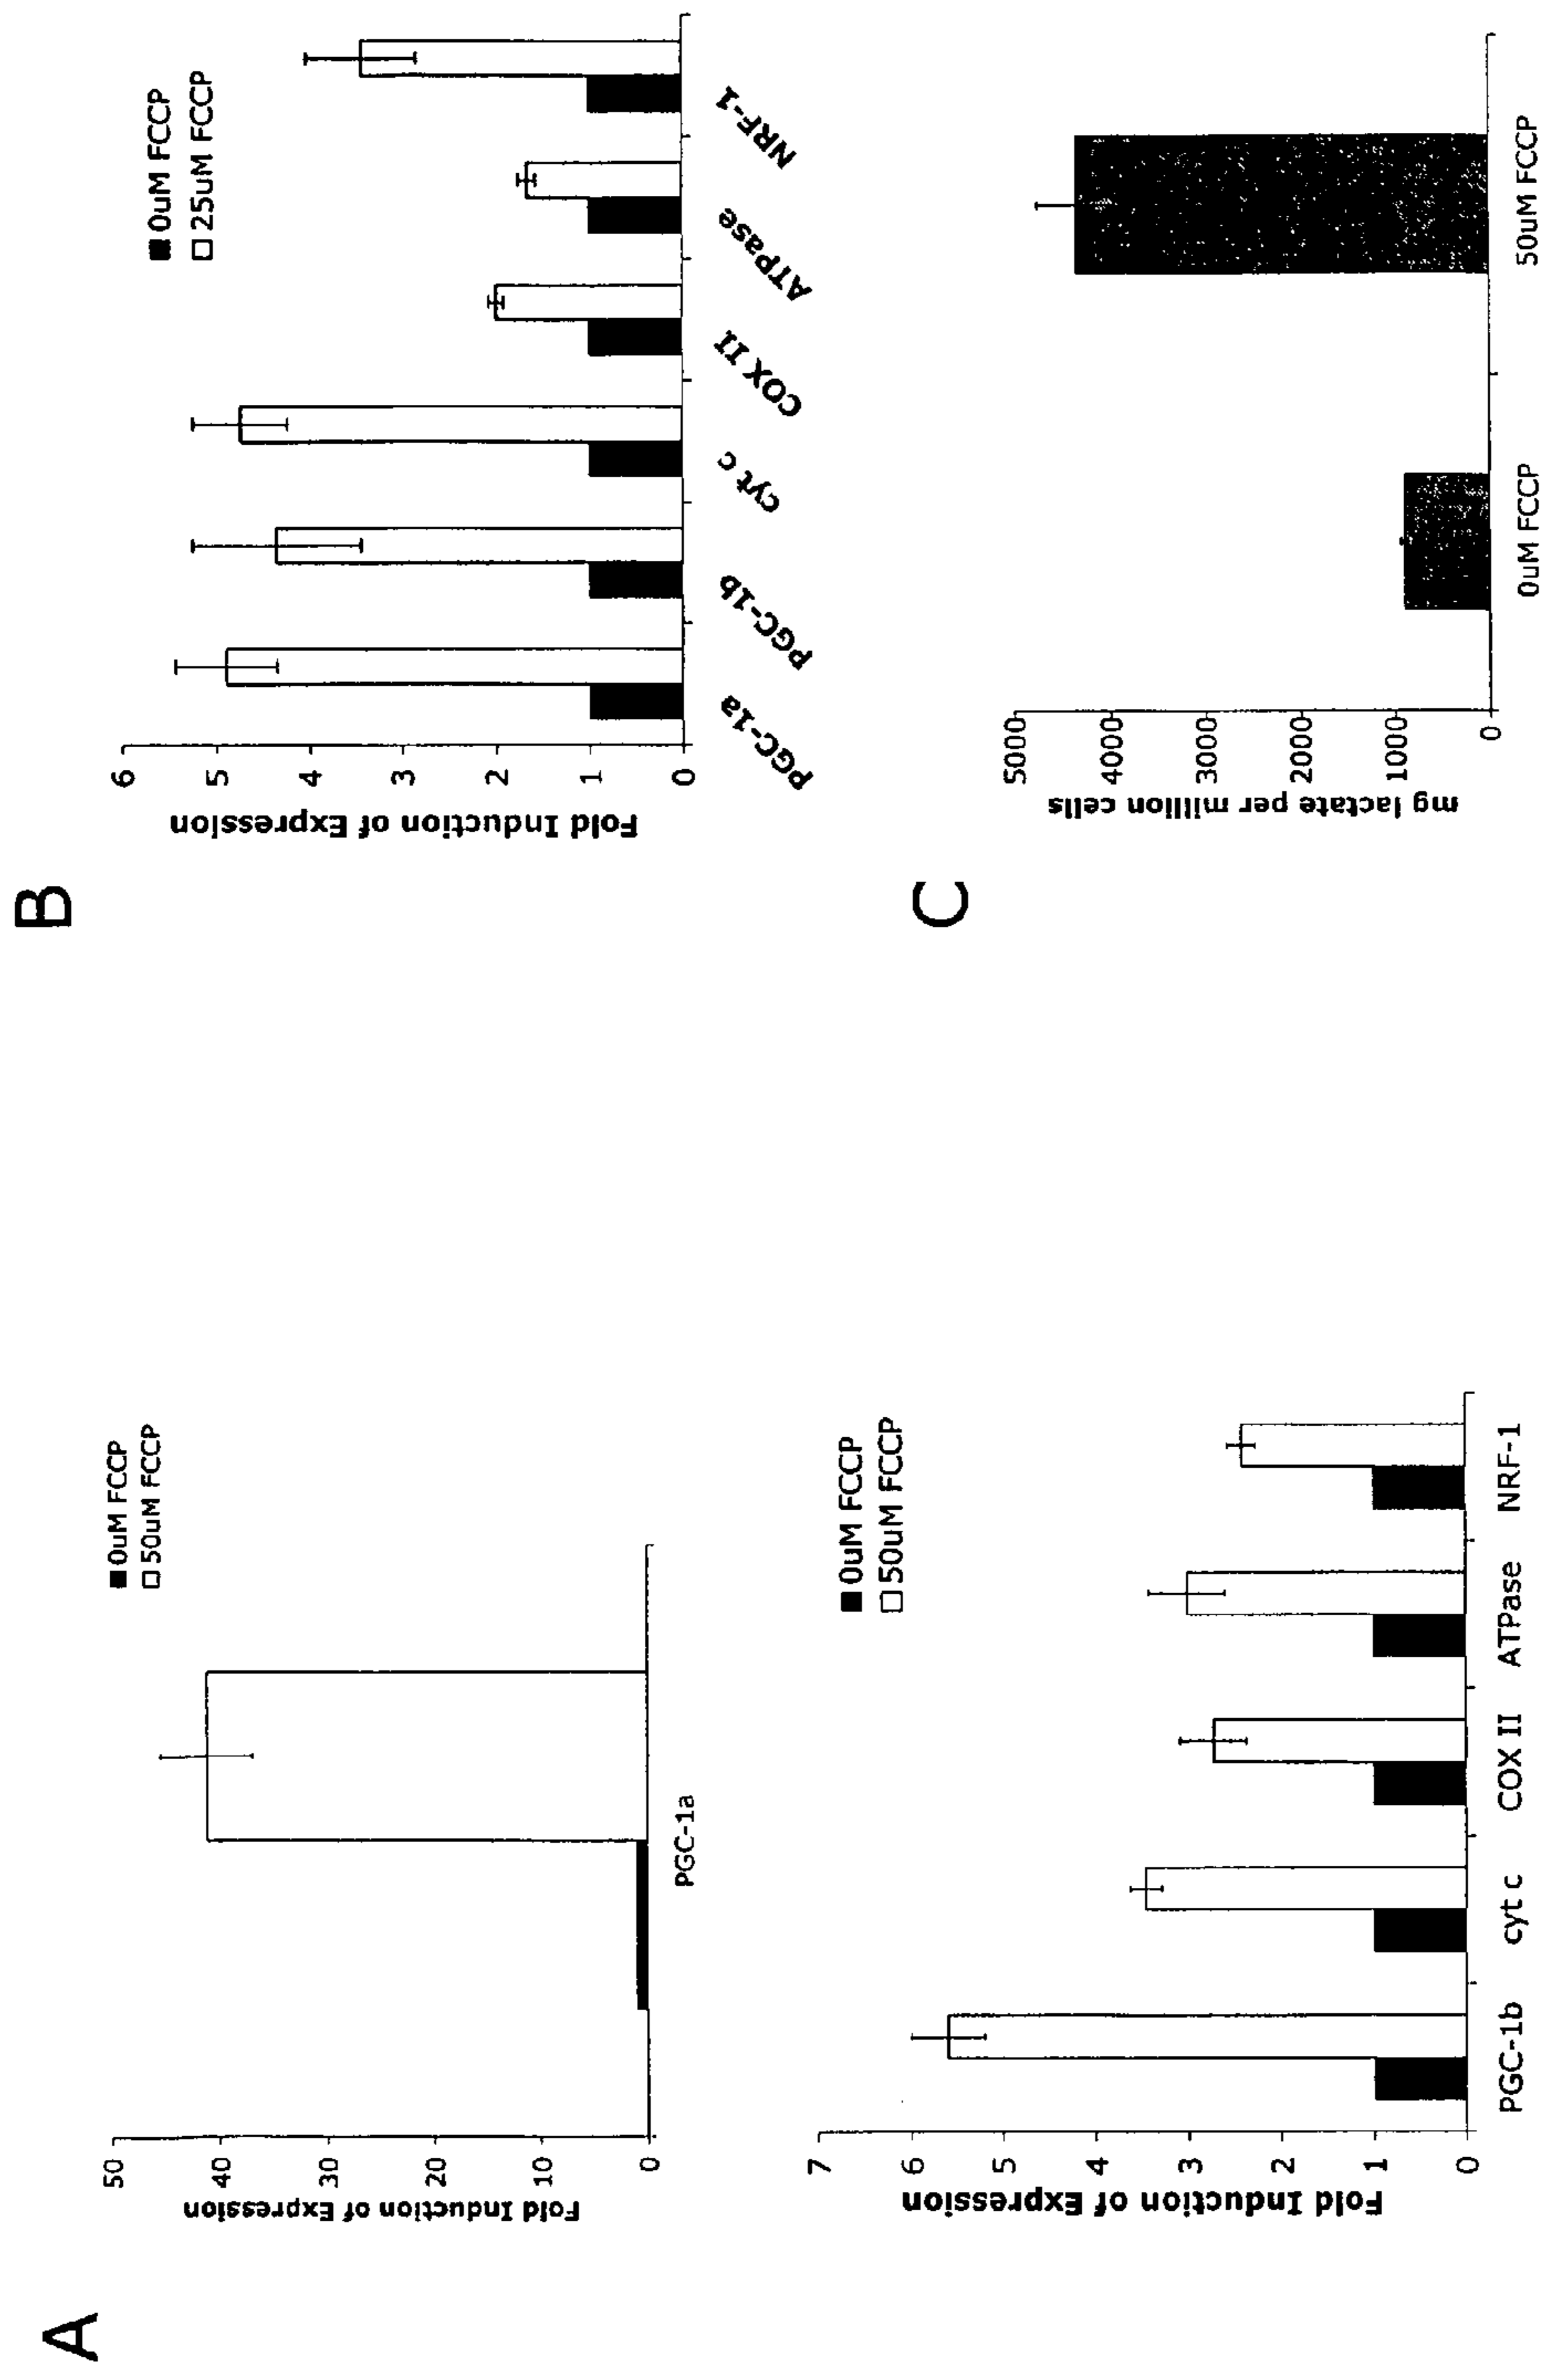 A
■0uM FCCP
□50uM FCCP
Fold Induction of Expression
50
40
30
20
10
0
PGC-1a
■0uM FCCP
□50uM FCCP
Fold Induction of Expression
7
6
5
4
3
2
1
0
PGC-1b cyt c COX II ATPase NRF-1
B
■0uM FCCP
□25uM FCCP
Fold Induction of Expression
6
5
4
3
2
1
0
PGC-1a PGC-1b cyt c COX II ATPase NRF-1
C
mg lactate per million cells
5000
4000
3000
2000
1000
0
0uM FCCP 50uM FCCP